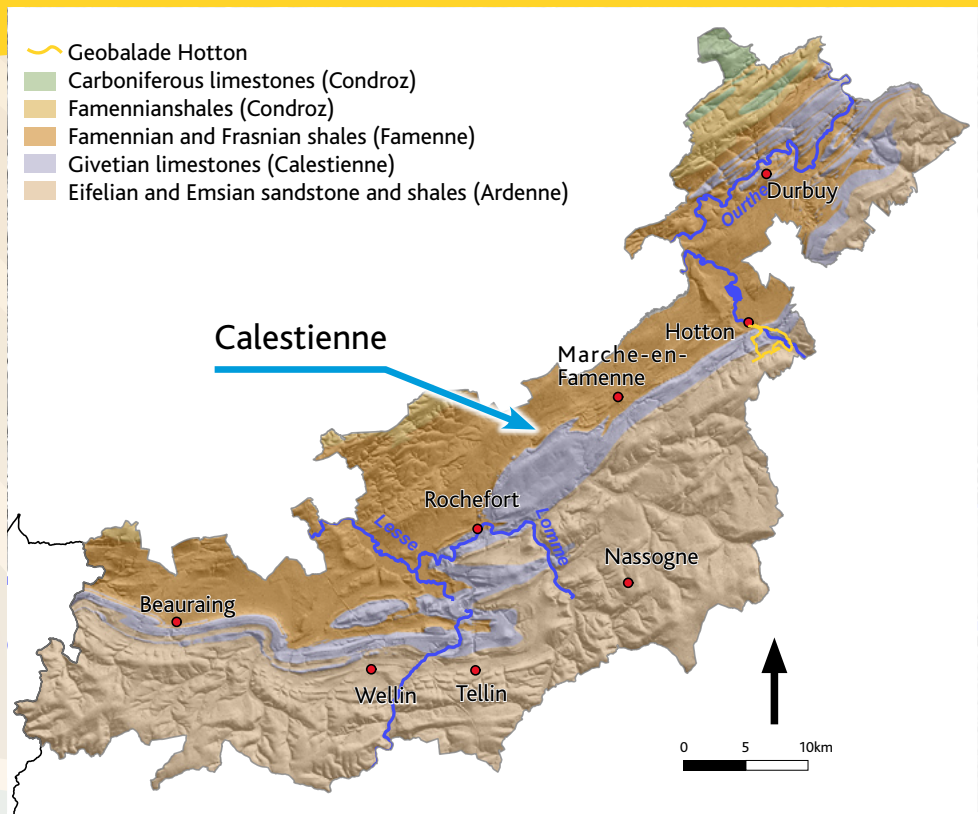 Geobalade Hotton
Carboniferous limestones (Condroz)
Famennianshales (Condroz)
Famennian and Frasnian shales (Famenne)
Givetian limestones (Calestienne)
Eifelian and Emsian sandstone and shales (Ardenne)
Durbuy
Ourthe
Calestienne
Hotton
Marche-en-
Famenne
Rochefort
Lesse
Lomme
Nassogne
Beauraing
Wellin
Tellin
0 5 10km